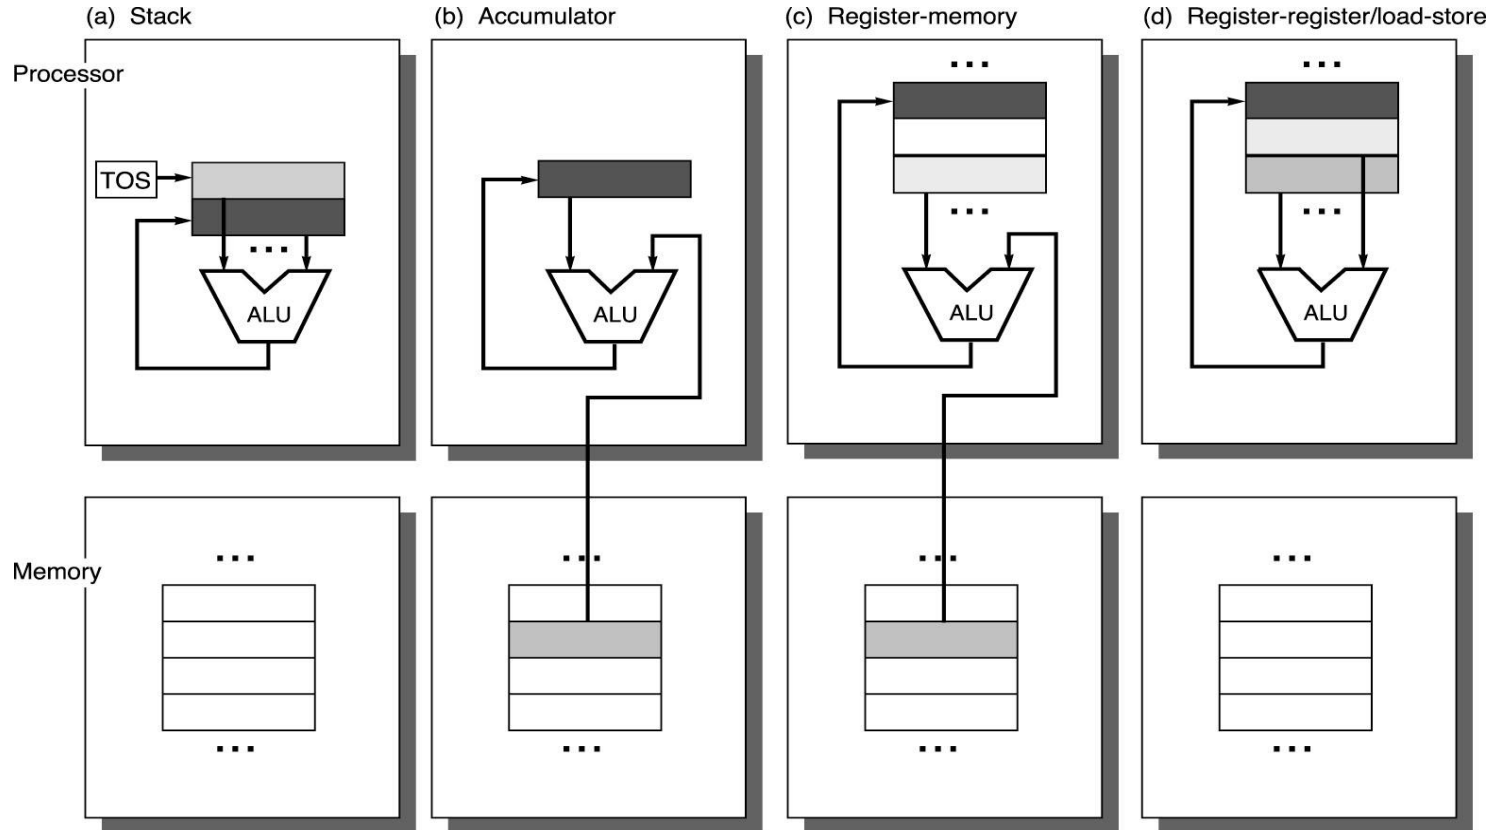 (a) Stack
(b) Accumulator
(c) Register-memory
(d) Register-register/load-store
Processor
...
...
TOS
...
...
...
ALU
ALU
ALU
ALU
...
...
...
...
Memory
...
...
...
...